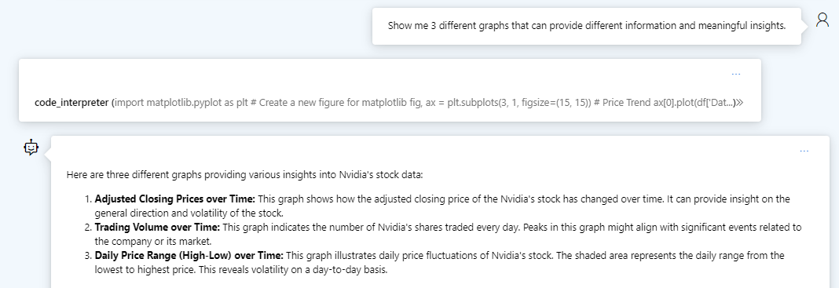 Show me 3 different graphs that can provide different information and meaningful insights.
...
code_interpreter (import matplotlib.pyplot as plt # Create a new figure for matplotlib fig, ax = plt.subplots(3, 1, figsize=(15, 15)) # Price Trend ax[0].plot(df['Dat...)»
...
Here are three different graphs providing various insights into Nvidia's stock data:
1. Adjusted Closing Prices over Time: This graph shows how the adjusted closing price of the Nvidia's stock has changed over time. It can provide insight on the
general direction and volatility of the stock.
2. Trading Volume over Time: This graph indicates the number of Nvidia's shares traded every day. Peaks in this graph might align with significant events related to
the company or its market.
3. Daily Price Range (High-Low) over Time: This graph illustrates daily price fluctuations of Nvidia's stock. The shaded area represents the daily range from the
lowest to highest price. This reveals volatility on a day-to-day basis.